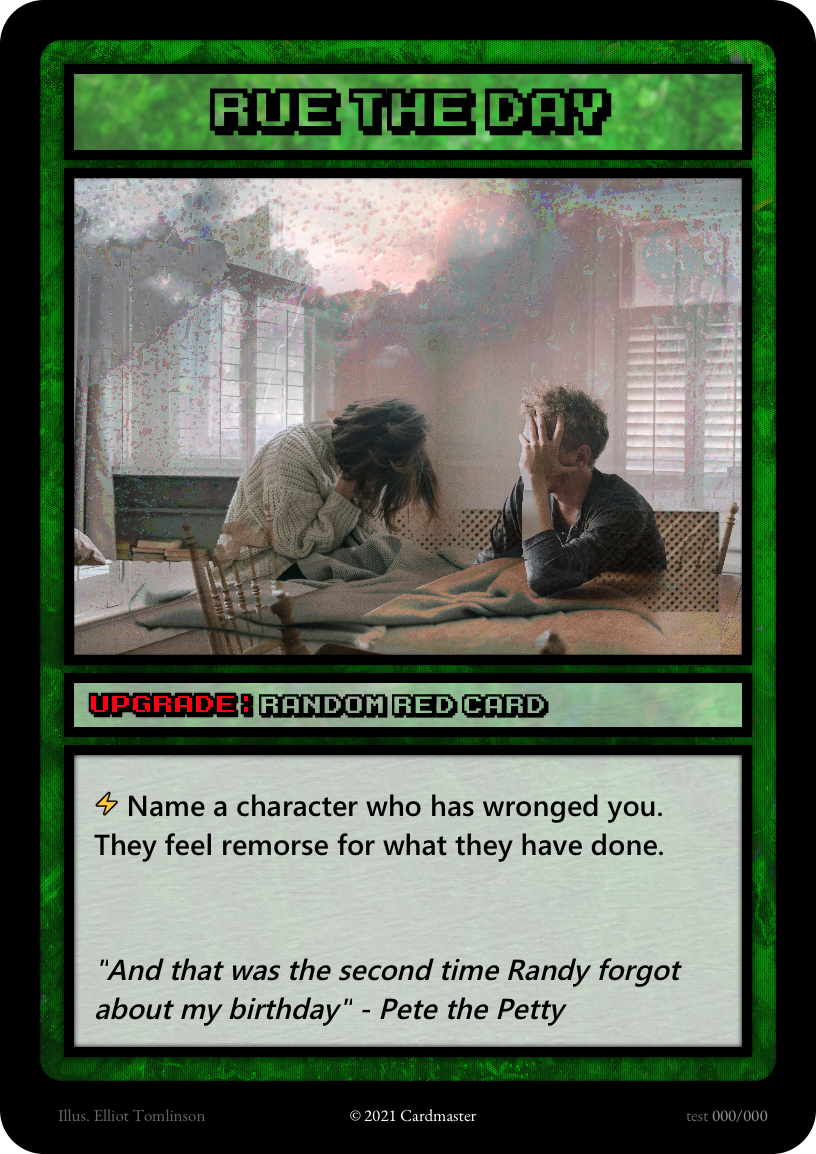 RUE THE DAY
UPGRADE: RANDOM RED CARD
⚡ Name a character who has wronged you.
They feel remorse for what they have done.
"And that was the second time Randy forgot
about my birthday" - Pete the Petty
Illus. Elliot Tomlinson © 2021 Cardmaster test 000/000